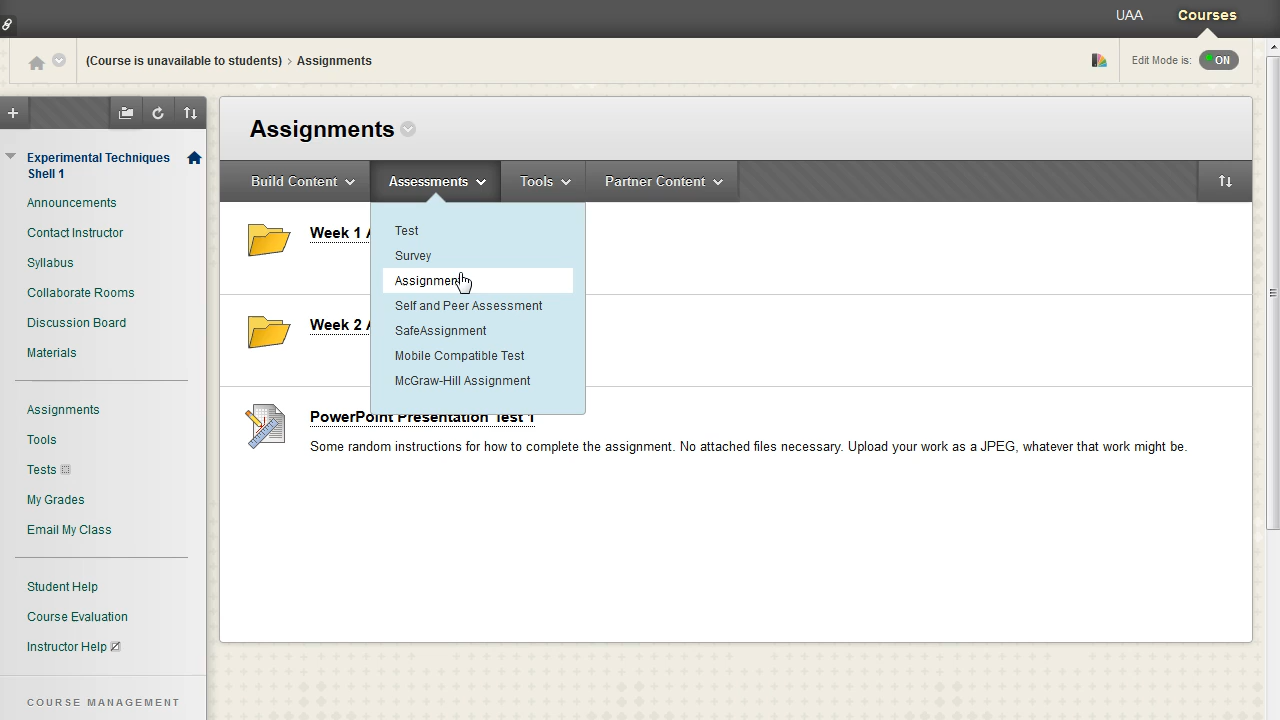 UAA Courses
(Course is unavailable to students) > Assignments
Edit Mode is: ON
Experimental Techniques
Shell 1
Announcements
Contact Instructor
Syllabus
Collaborate Rooms
Discussion Board
Materials
Assignments
Tools
Tests
My Grades
Email My Class
Student Help
Course Evaluation
Instructor Help
COURSE MANAGEMENT
Assignments
Build Content Assessments Tools Partner Content
Test
Survey
Assignment
Self and Peer Assessment
SafeAssignment
Mobile Compatible Test
McGraw-Hill Assignment
Week 1
Week 2
PowerPoint Presentation Test 1
Some random instructions for how to complete the assignment. No attached files necessary. Upload your work as a JPEG, whatever that work might be.